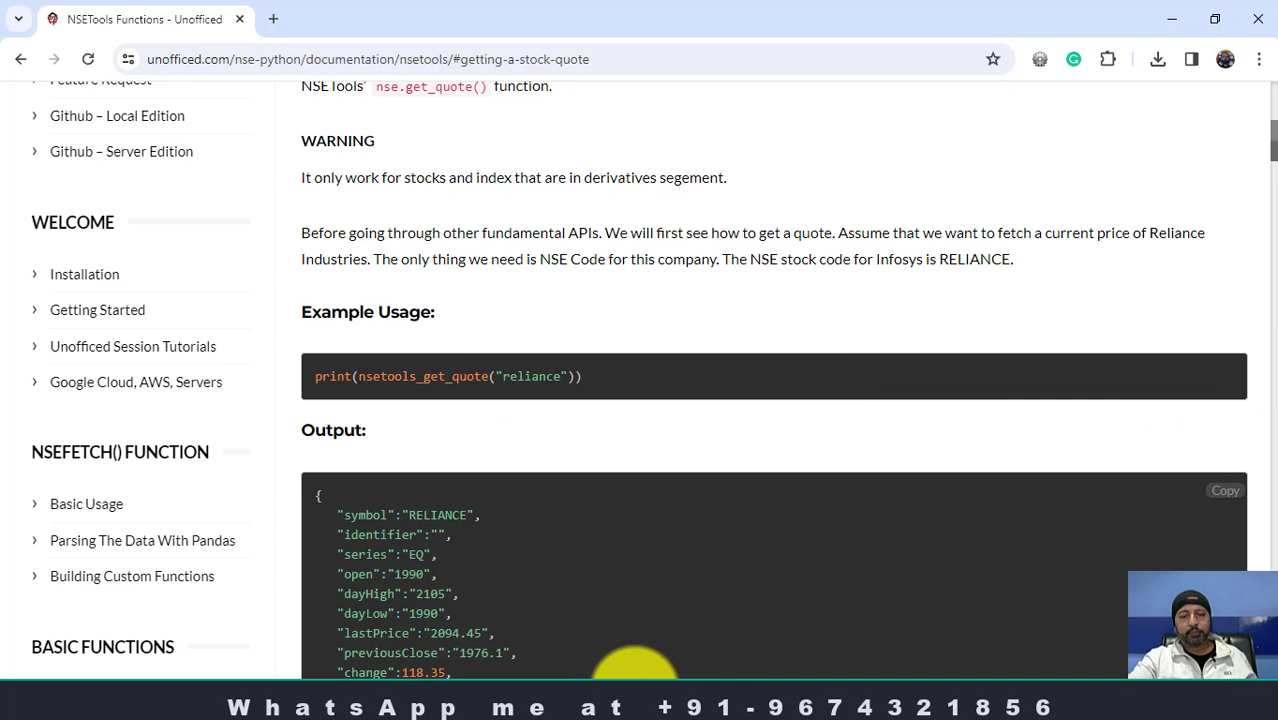 NSETools Functions - Unofficed
unofficed.com/nse-python/documentation/nsetools/#getting-a-stock-quote
Feature Request
Github – Local Edition
Github – Server Edition
WELCOME
Installation
Getting Started
Unofficed Session Tutorials
Google Cloud, AWS, Servers
NSEFETCH() FUNCTION
Basic Usage
Parsing The Data With Pandas
Building Custom Functions
BASIC FUNCTIONS
NSETools' nse.get_quote() function.
WARNING
It only work for stocks and index that are in derivatives segement.
Before going through other fundamental APIs. We will first see how to get a quote. Assume that we want to fetch a current price of Reliance
Industries. The only thing we need is NSE Code for this company. The NSE stock code for Infosys is RELIANCE.
Example Usage:
print(nsetools_get_quote("reliance"))
Output:
Copy
{
"symbol":"RELIANCE",
"identifier":"",
"series":"EQ",
"open":"1990",
"dayHigh":"2105",
"dayLow":"1990",
"lastPrice":"2094.45",
"previousClose":"1976.1",
"change":118.35,
WhatsApp me at +91-9674321856